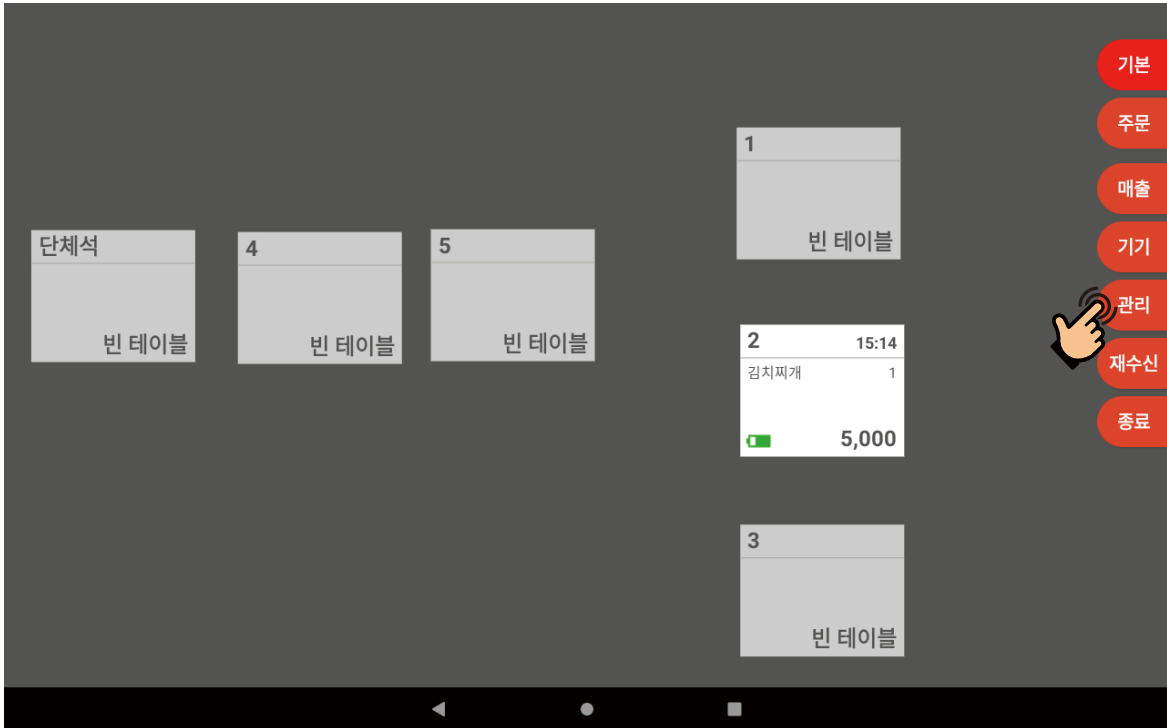 단체석
빈 테이블
4
빈 테이블
5
빈 테이블
1
빈 테이블
2 15:14
김치찌개 1
5,000
3
빈 테이블
기본
주문
매출
기기
관리
재수신
종료